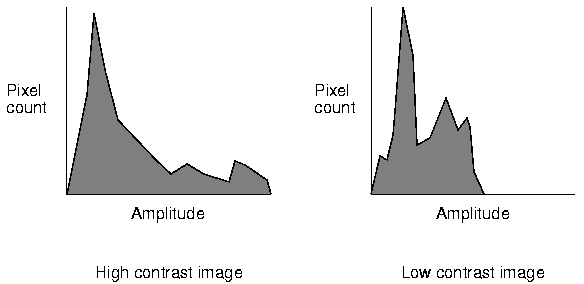 Pixel
count
Amplitude
High contrast image
Pixel
count
Amplitude
Low contrast image